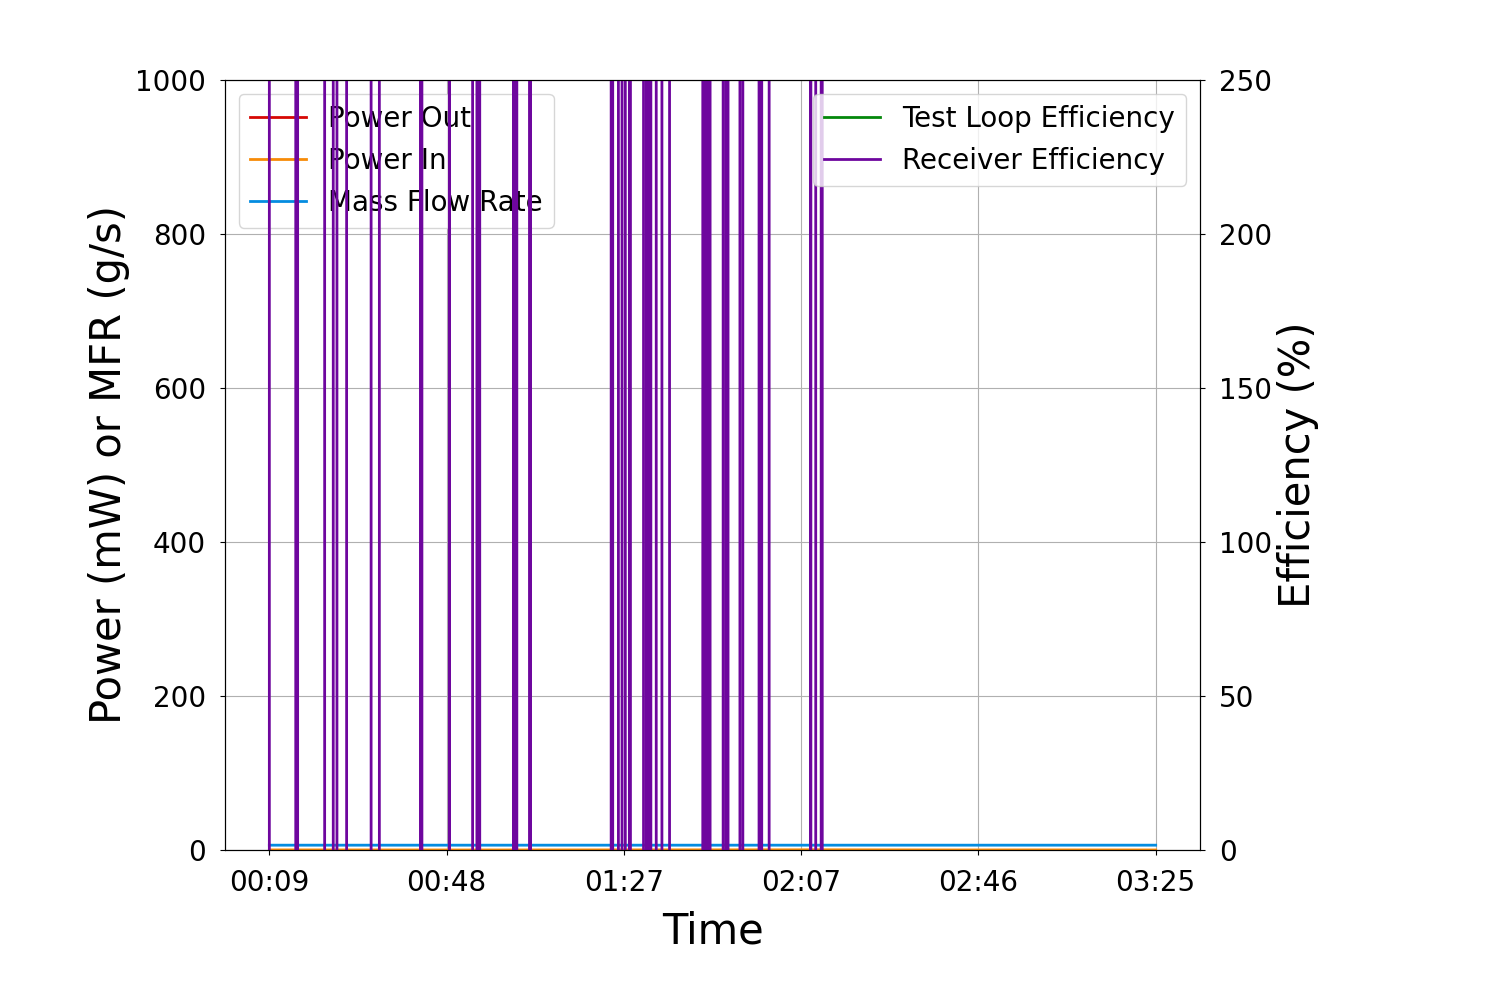 1000
800
600
400
200
0
Power (mW) or MFR (g/s)
Power Out
Power In
Mass Flow Rate
Test Loop Efficiency
Receiver Efficiency
250
200
150
100
50
0
Efficiency (%)
00:09 00:48 01:27 02:07 02:46 03:25
Time